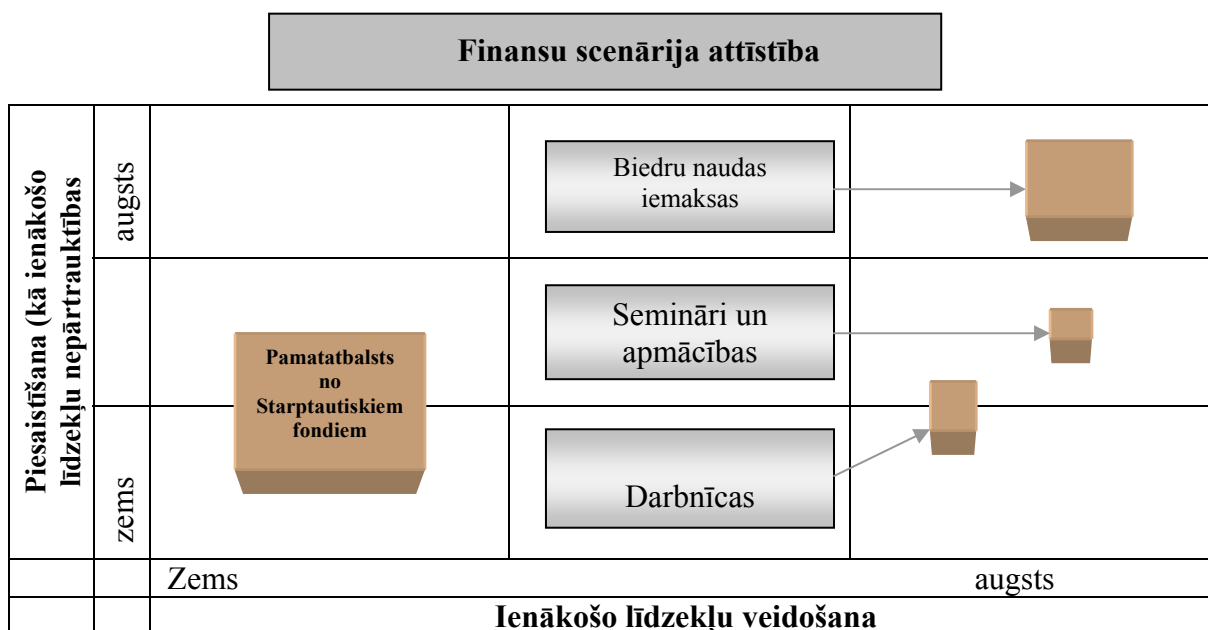 Finansu scenārija attīstība
Piesaistīšana (kā ienākošo
līdzekļu nepārtrauktības
augsts
zems
Biedru naudas
iemaksas
Semināri un
apmācības
Pamatatbalsts
no
Starptautiskiem
fondiem
Darbnīcas
Zems
augsts
Ienākošo līdzekļu veidošana